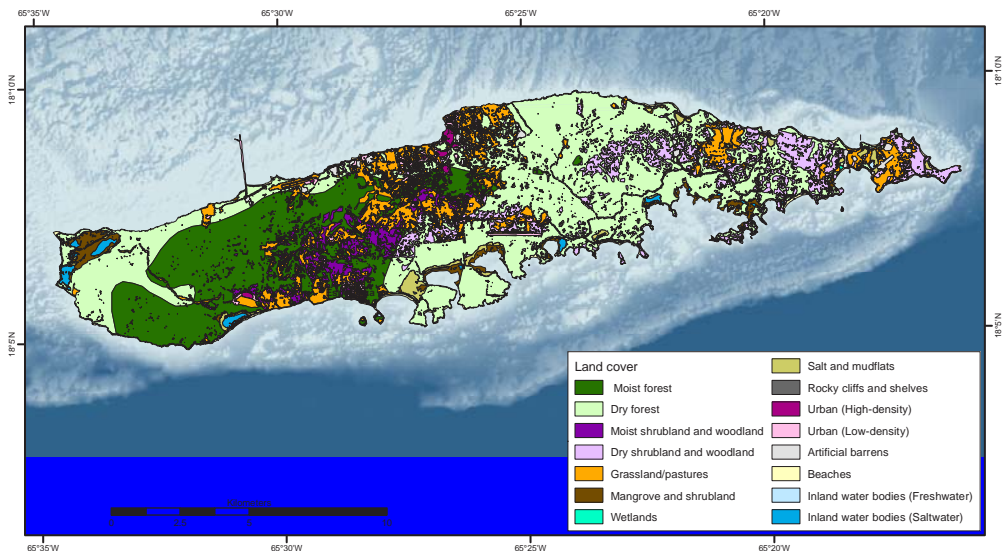 65°35'W 65°30'W 65°25'W 65°20'W
18°10'N 18°10'N
18°5'N 18°5'N
Land cover
Moist forest
Dry forest
Moist shrubland and woodland
Dry shrubland and woodland
Grassland/pastures
Mangrove and shrubland
Wetlands
Salt and mudflats
Rocky cliffs and shelves
Urban (High-density)
Urban (Low-density)
Artificial barrens
Beaches
Inland water bodies (Freshwater)
Inland water bodies (Saltwater)
65°35'W 65°30'W 65°25'W 65°20'W